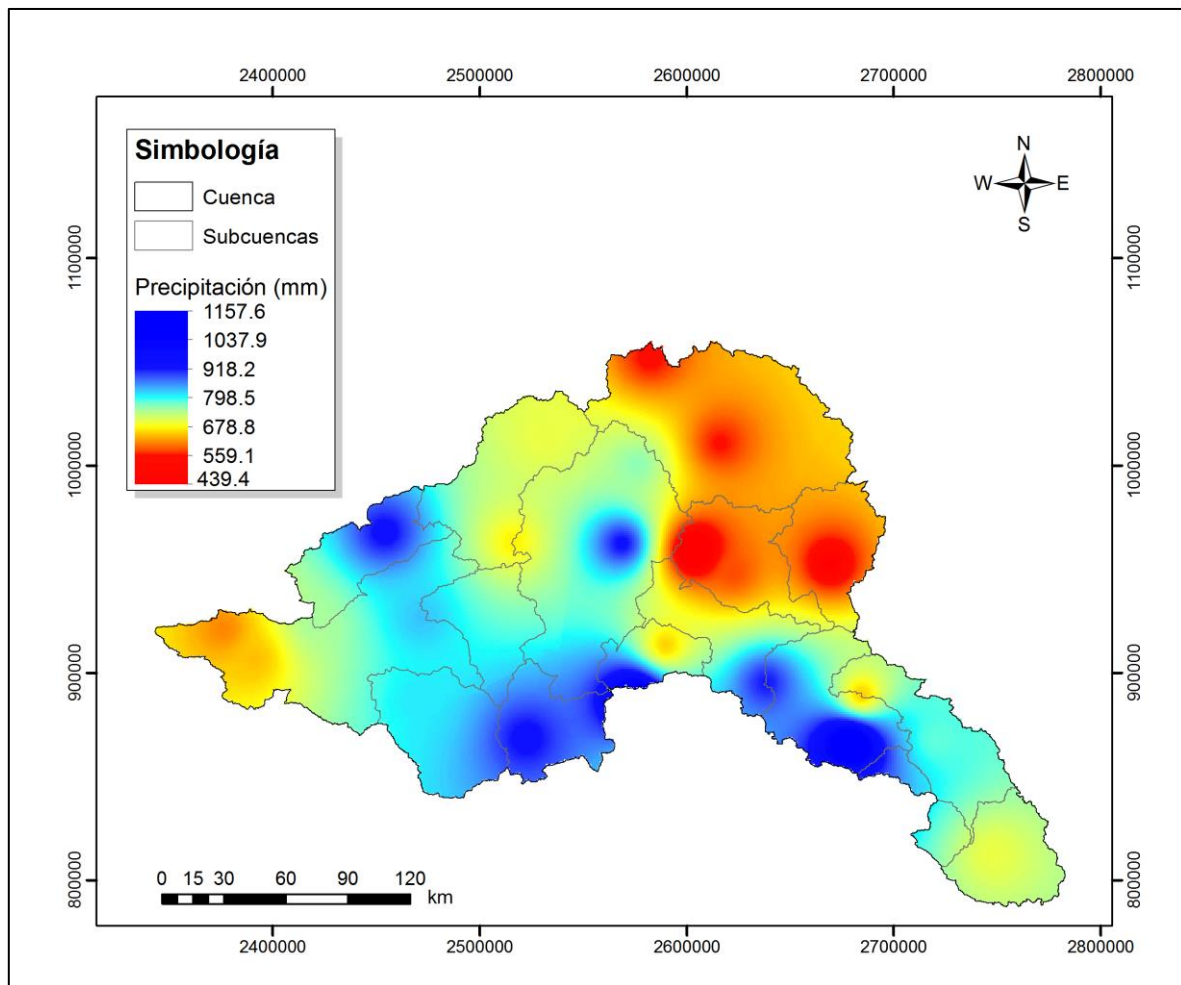 2400000 2500000 2600000 2700000 2800000
Simbología
Cuenca
Subcuencas
Precipitación (mm)
1157.6
1037.9
918.2
798.5
678.8
559.1
439.4
N
W E
S
1100000 1100000
1000000 1000000
900000 900000
800000 800000
0 15 30 60 90 120
km
2400000 2500000 2600000 2700000 2800000